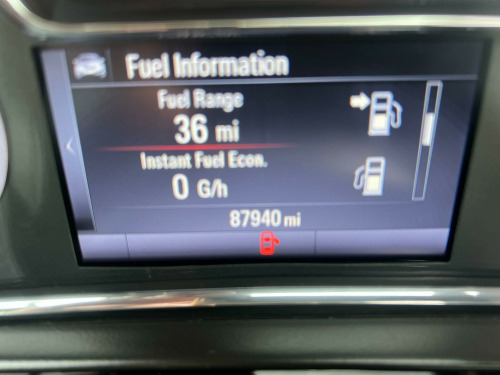 Fuel Information
Fuel Range
36 mi
Instant Fuel Econ.
0 G/h
87940 mi